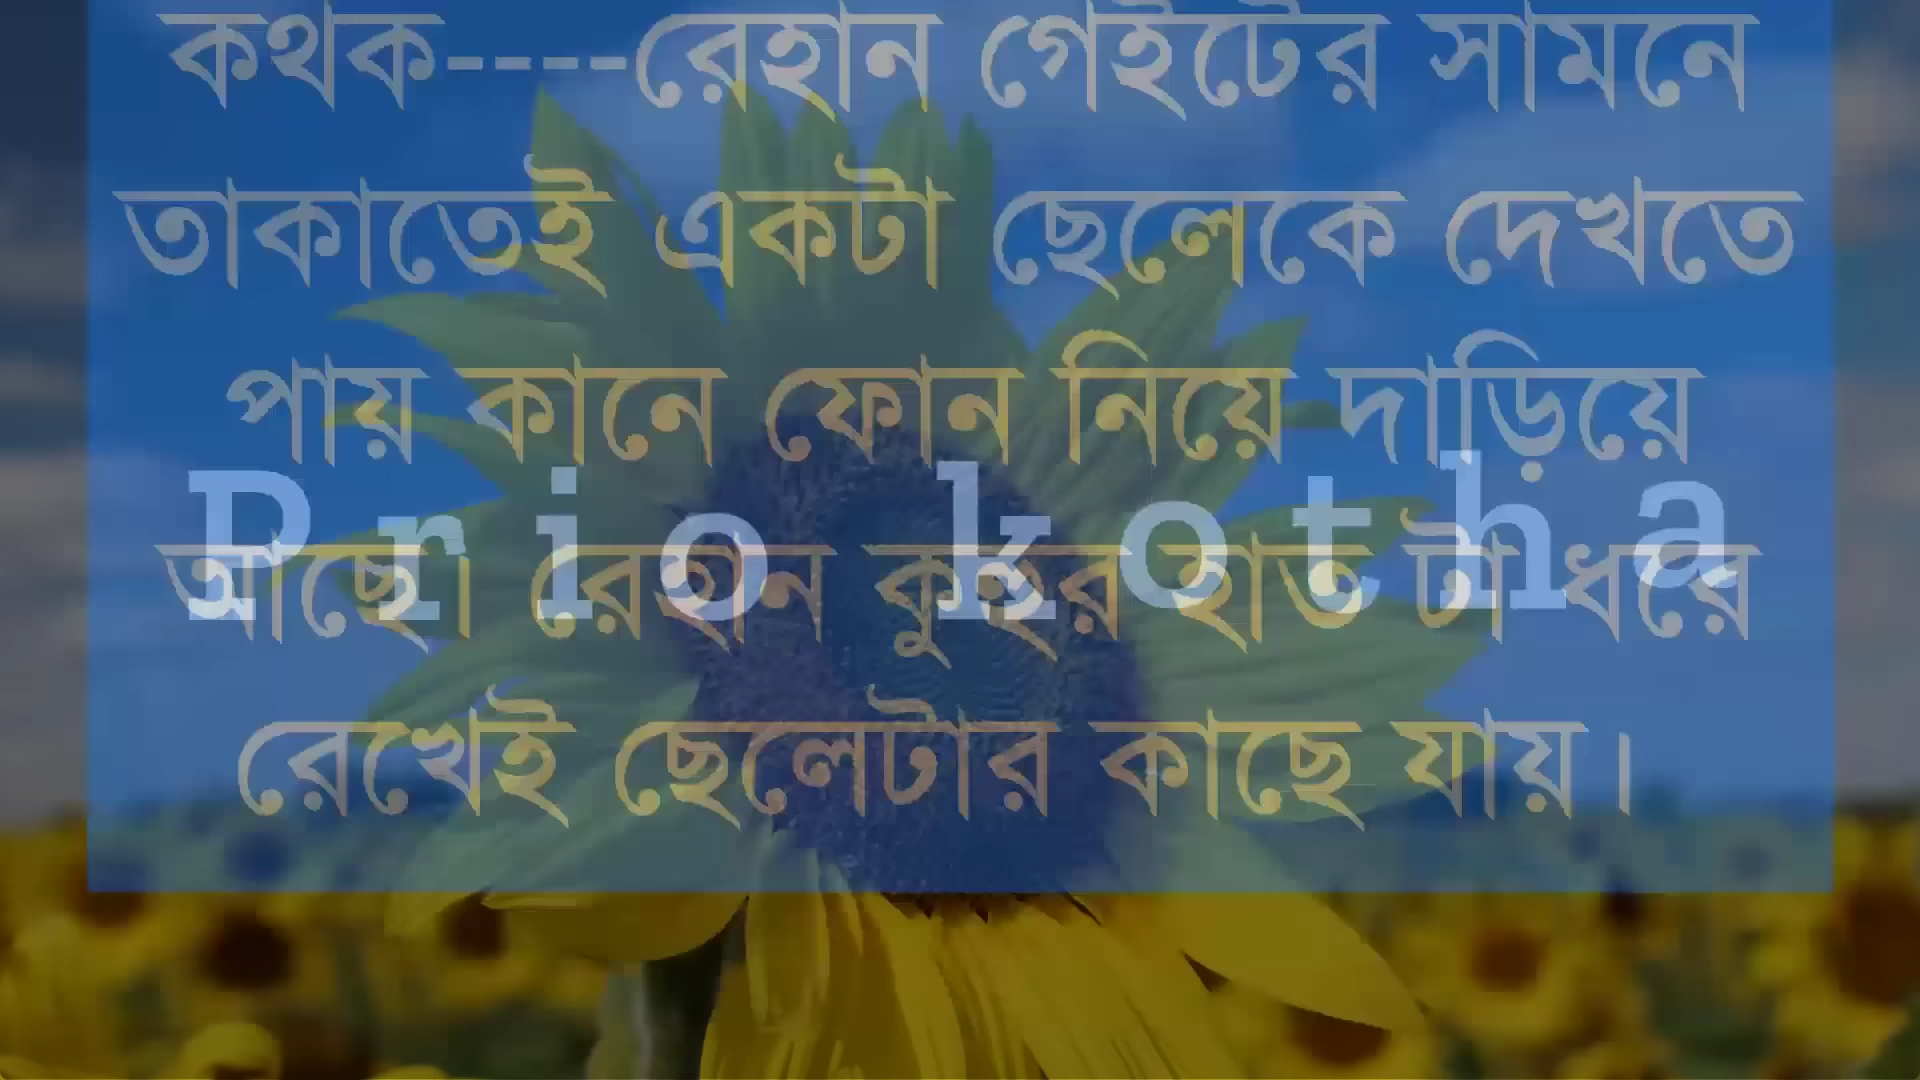 কথক----রেহান গেইটের সামনে
তাকাতেই একটা ছেলেকে দেখতে
পায় কানে ফোন নিয়ে দাড়িয়ে
Prio kotha
আছে। রেহান কুহুর হাত টা ধরে
রেখেই ছেলেটার কাছে যায়।